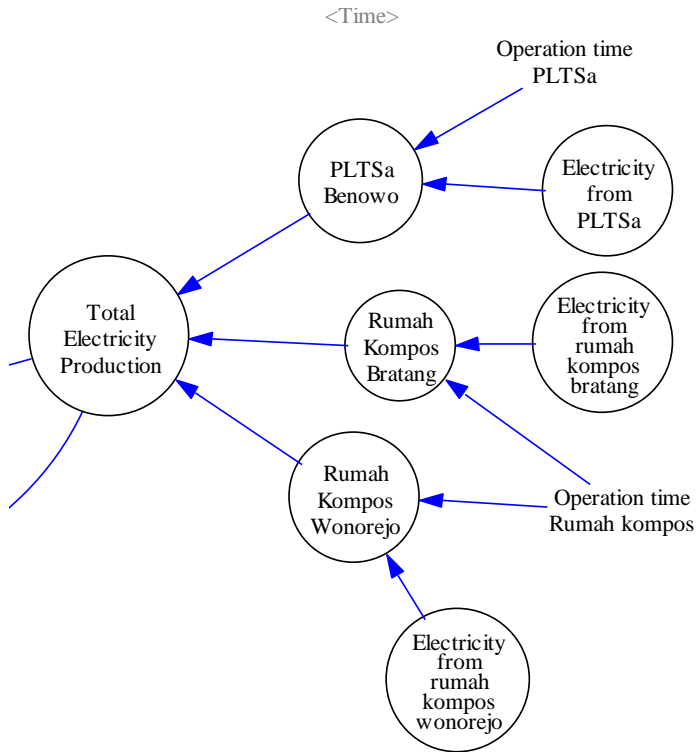 <Time>
Operation time
PLTSa
PLTSa
Benowo
Electricity
from
PLTSa
Total
Electricity
Production
Rumah
Kompos
Bratang
Electricity
from
rumah
kompos
bratang
Rumah
Kompos
Wonorejo
Operation time
Rumah kompos
Electricity
from
rumah
kompos
wonorejo